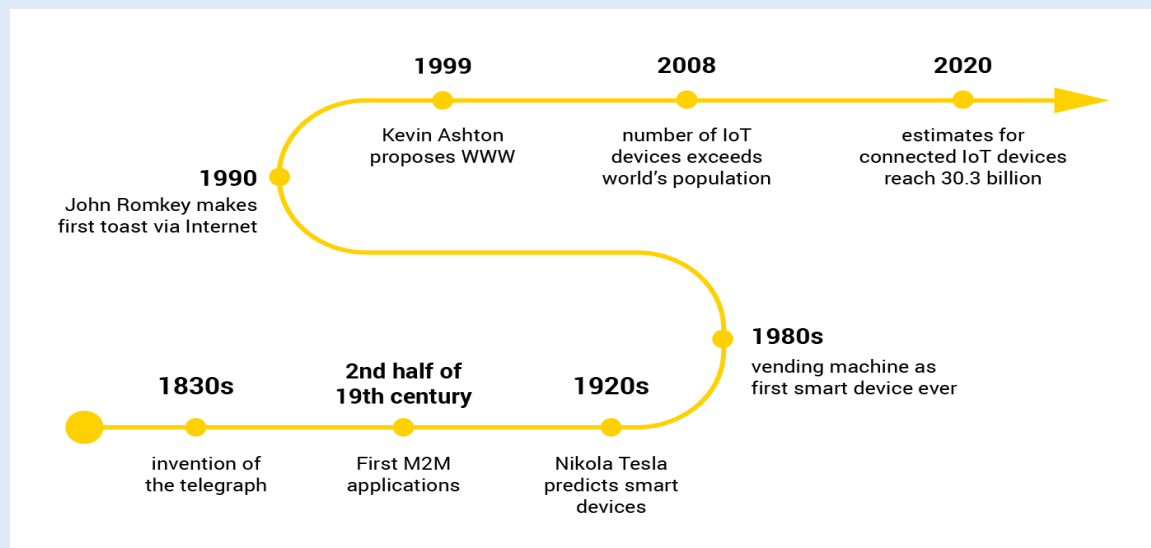 1999
Kevin Ashton
proposes WWW
2008
number of IoT
devices exceeds
world's population
2020
estimates for
connected IoT devices
reach 30.3 billion
1990
John Romkey makes
first toast via Internet
1980s
vending machine as
first smart device ever
1830s
invention of
the telegraph
2nd half of
19th century
First M2M
applications
1920s
Nikola Tesla
predicts smart
devices